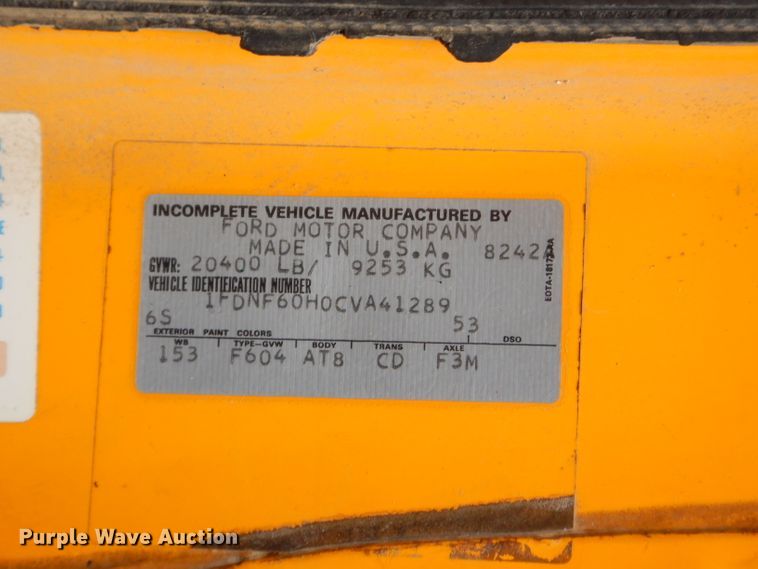 INCOMPLETE VEHICLE MANUFACTURED BY
FORD MOTOR COMPANY
MADE IN U.S.A. 8242A
GVWR: 20400 LB/ 9253 KG
VEHICLE IDENTIFICATION NUMBER
1FDNF60H0CVA41289
6S 53
EXTERIOR PAINT COLORS DSO
WB TYPE-GVW BODY TRANS AXLE
153 F604 AT8 CD F3M
Purple Wave Auction